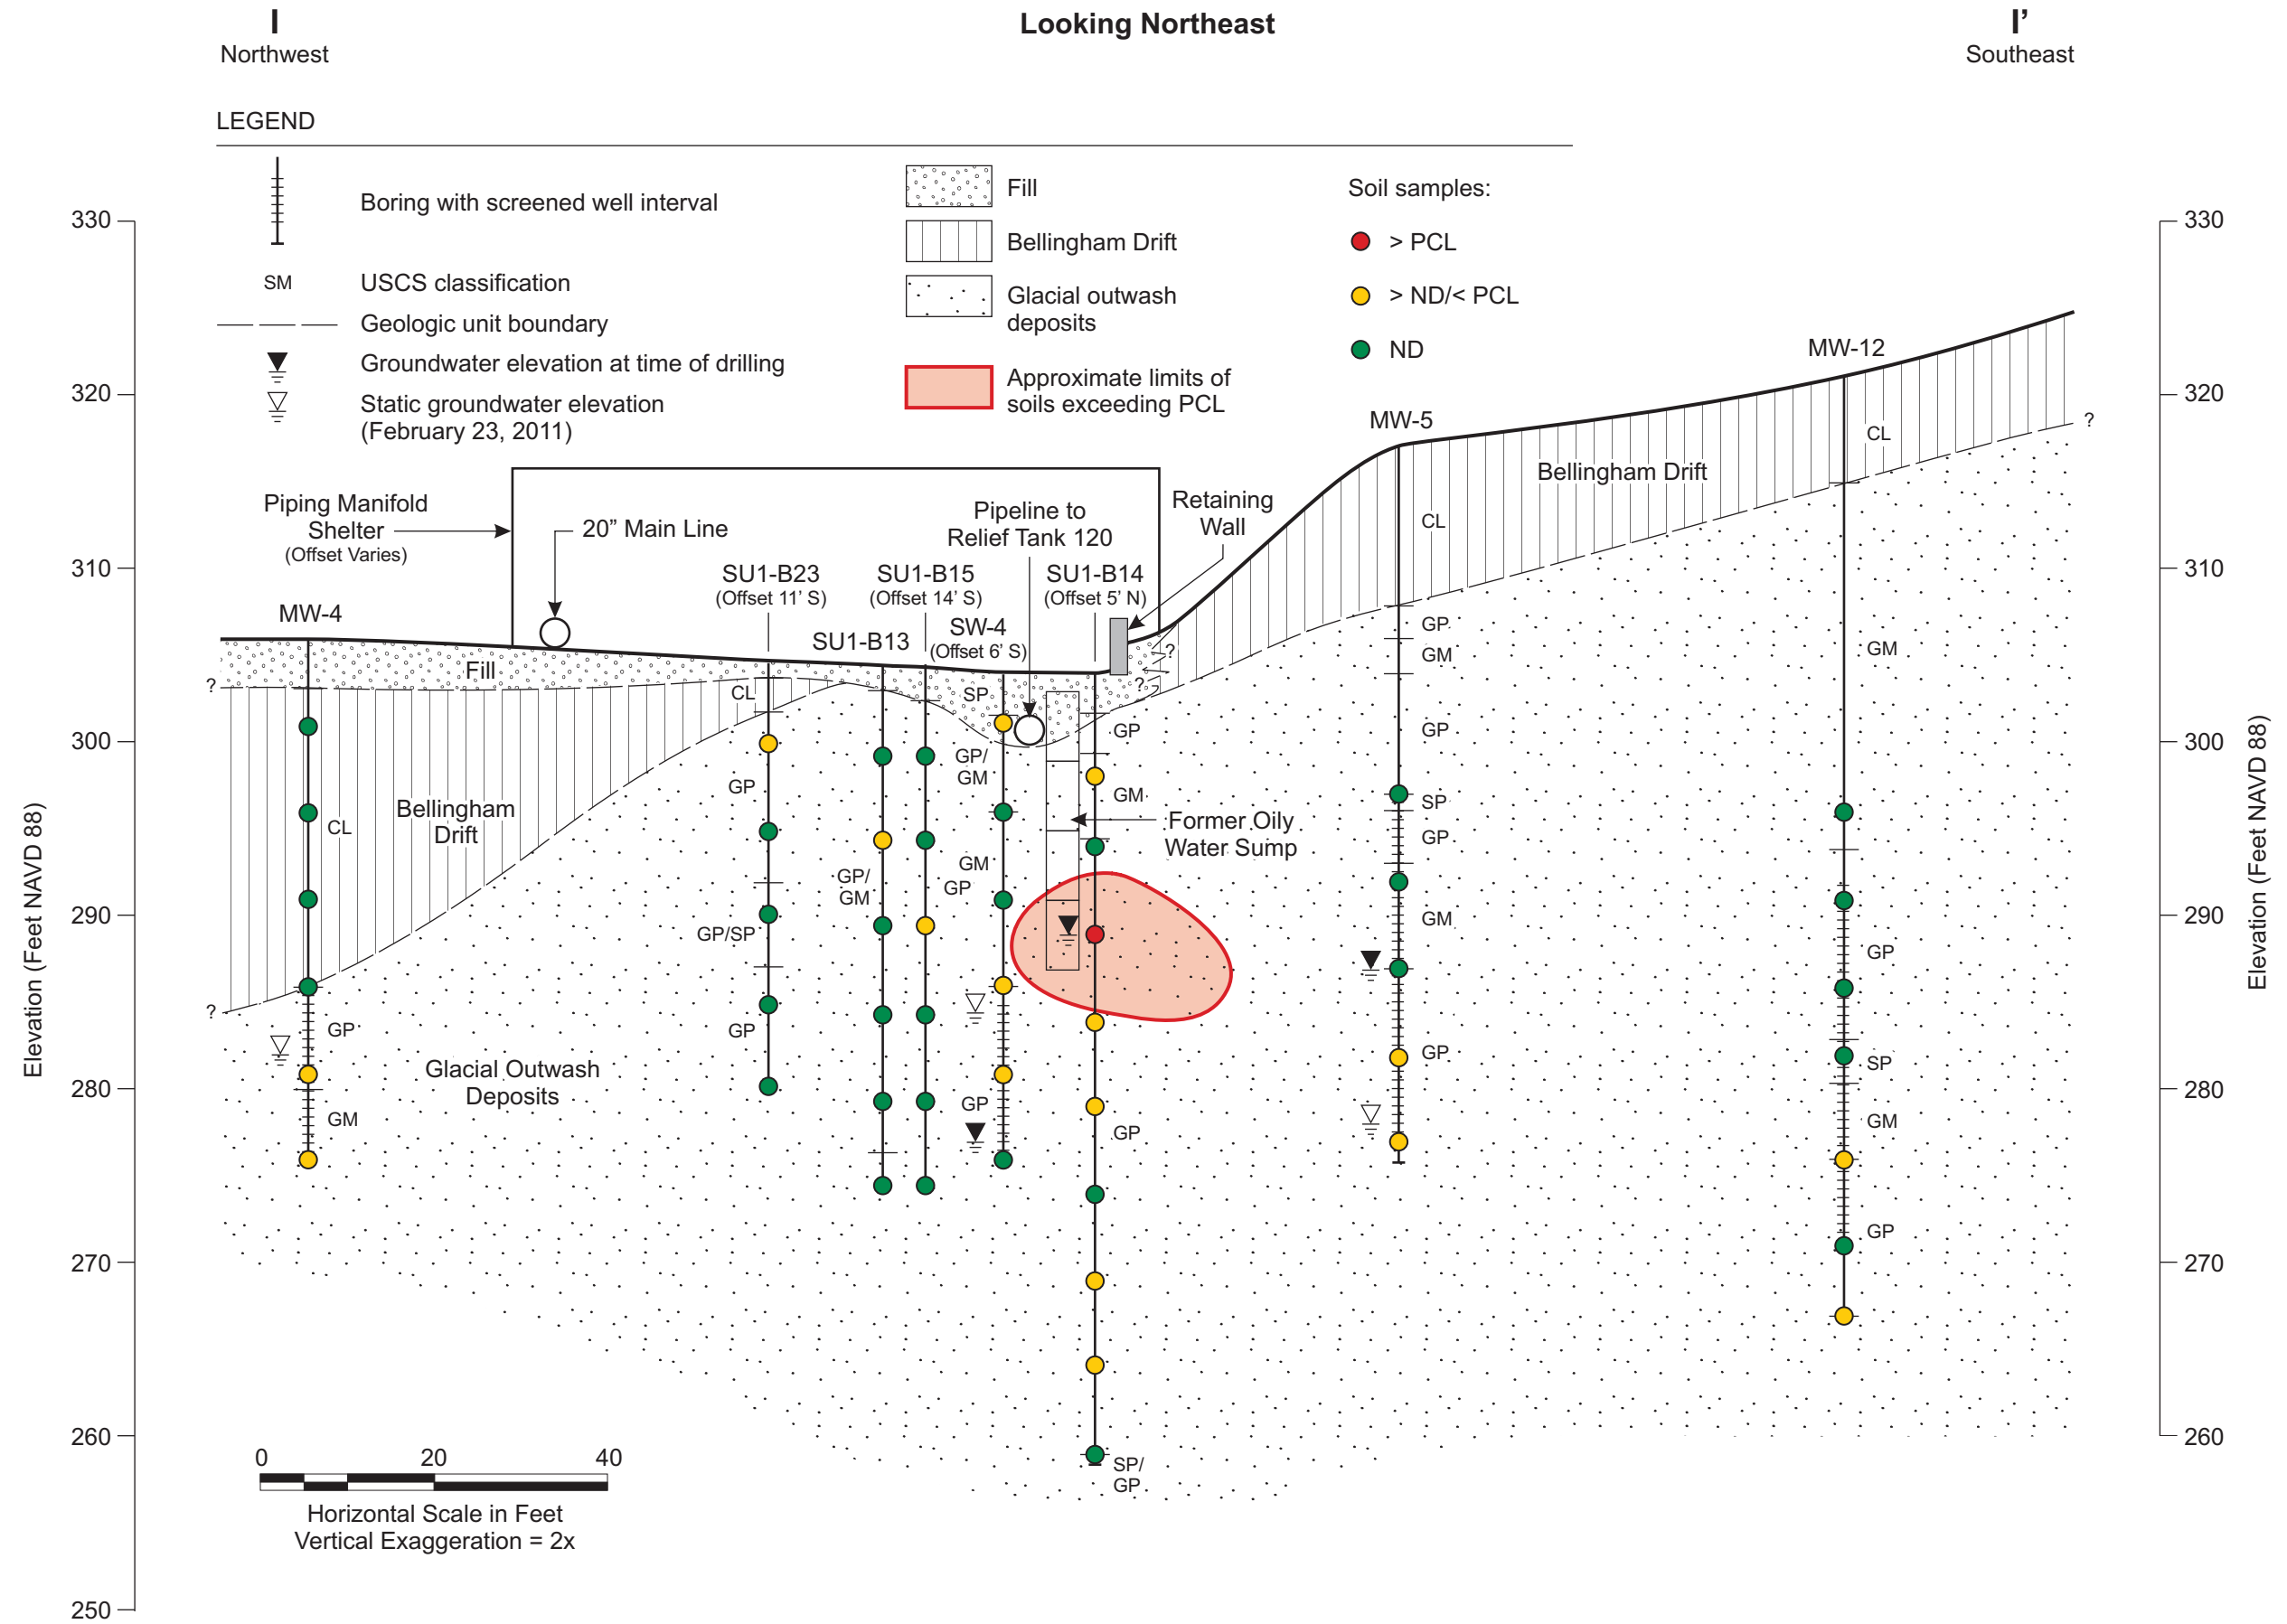 I
Northwest
Looking Northeast
I’
Southeast
LEGEND
Boring with screened well interval
SM
USCS classification
Geologic unit boundary
Groundwater elevation at time of drilling
Static groundwater elevation
(February 23, 2011)
Fill
Bellingham Drift
Glacial outwash
deposits
Approximate limits of
soils exceeding PCL
Soil samples:
> PCL
> ND/< PCL
ND
330
320
310
300
290
280
270
260
250
Elevation (Feet NAVD 88)
330
320
310
300
290
280
270
260
Elevation (Feet NAVD 88)
Piping Manifold
Shelter
(Offset Varies)
20” Main Line
Pipeline to
Relief Tank 120
Retaining
Wall
MW-4
SU1-B23
(Offset 11’ S)
SU1-B13
SU1-B15
(Offset 14’ S)
SW-4
(Offset 6’ S)
SU1-B14
(Offset 5’ N)
MW-5
MW-12
Fill
Bellingham
Drift
Bellingham Drift
Glacial Outwash
Deposits
Former Oily
Water Sump
?
?
?
?
?
CL
GP
GM
CL
GP
GP/SP
GP
GP/
GM
GP
SP
GP/
GM
GM
GP
GP
GM
GP
SP/
GP
CL
GP
GM
GP
SP
GP
GM
GP
CL
GM
GP
SP
GM
GP
0
20
40
Horizontal Scale in Feet
Vertical Exaggeration = 2x